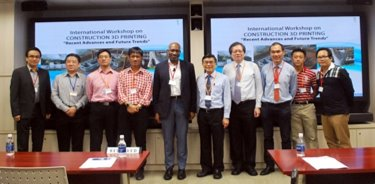 International Workshop on
CONSTRUCTION 3D PRINTING
"Recent Advances and Future Trends"
International Workshop on
CONSTRUCTION 3D PRINTING
"Recent Advances and Future Trends"